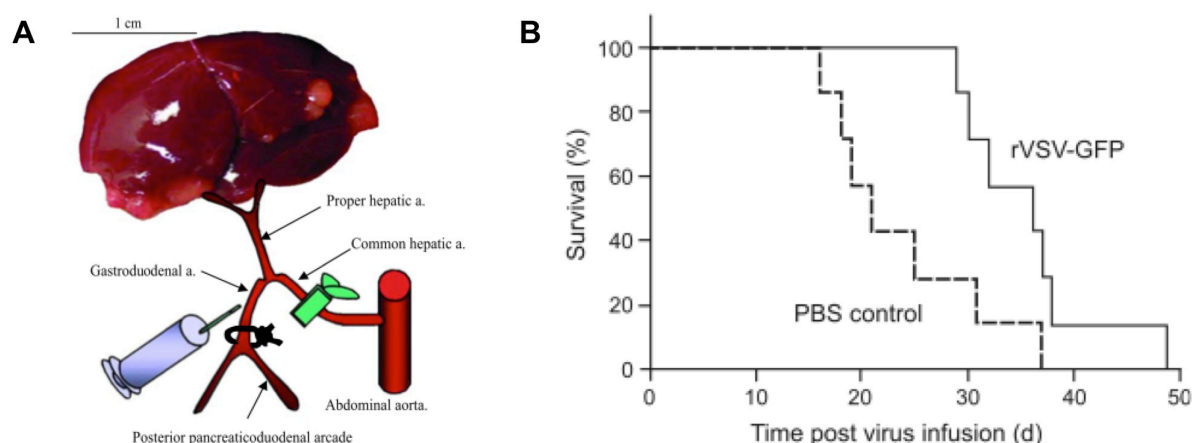 A
1 cm
Proper hepatic a.
Common hepatic a.
Gastroduodenal a.
Abdominal aorta.
Posterior pancreaticoduodenal arcade
B
Survival (%)
100
80
60
40
20
0
rVSV-GFP
PBS control
0 10 20 30 40 50
Time post virus infusion (d)